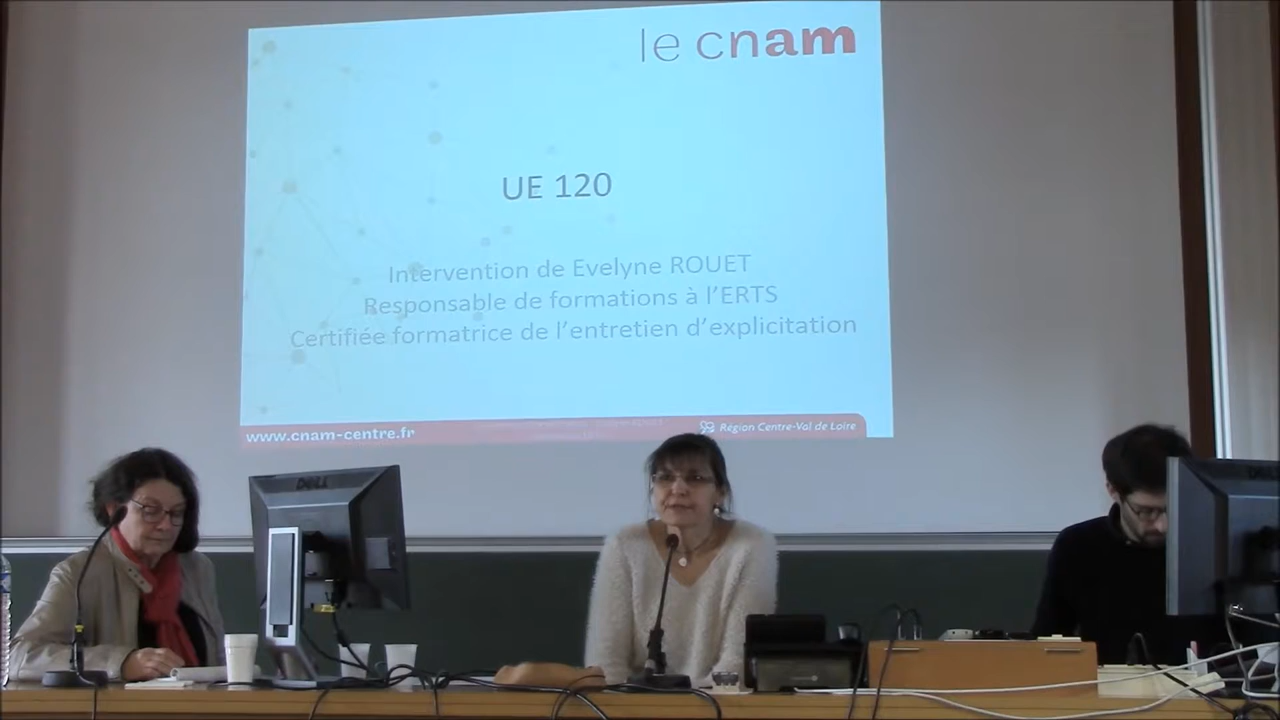 le cnam
UE 120
Intervention de Evelyne ROUET
Responsable de formations à l'ERTS
Certifiée formatrice de l'entretien d'explicitation
www.cnam-centre.fr
Région Centre-Val de Loire
DELL
DELL